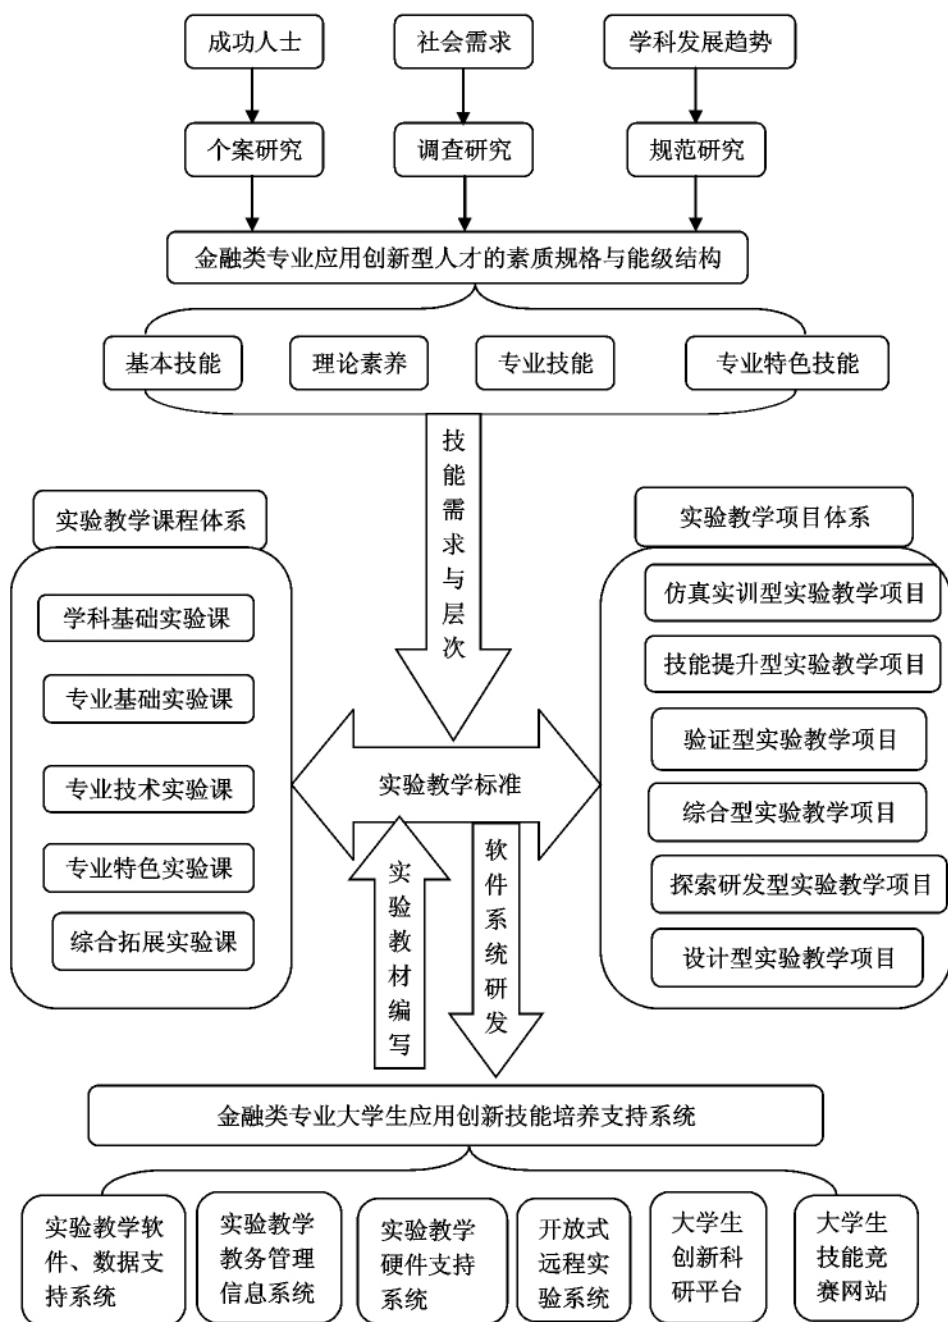 成功人士
社会需求
学科发展趋势
个案研究
调查研究
规范研究
金融类专业应用创新型人才的素质规格与能级结构
基本技能
理论素养
专业技能
专业特色技能
技能需求与层次
实验教学课程体系
学科基础实验课
专业基础实验课
专业技术实验课
专业特色实验课
综合拓展实验课
实验教学标准
实验教学项目体系
仿真实训型实验教学项目
技能提升型实验教学项目
验证型实验教学项目
综合型实验教学项目
探索研发型实验教学项目
设计型实验教学项目
实验教材编写
软件系统研发
金融类专业大学生应用创新技能培养支持系统
实验教学软
件、数据支
持系统
实验教学
教务管理
信息系统
实验教学
硬件支持
系统
开放式
远程实
验系统
大学生
创新科
研平台
大学生
技能竞
赛网站